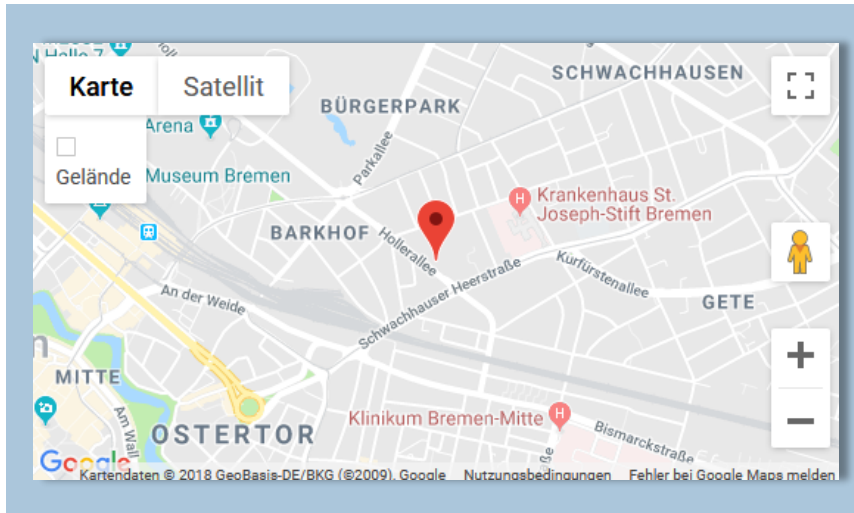 Halle 7
Karte
Satellit
SCHWACHHAUSEN
BÜRGERPARK
Arena
Parkallee
Gelände
Museum Bremen
H
Krankenhaus St.
Joseph-Stift Bremen
BARKHOF
Hollerallee
Kurfürstenallee
An der Weide
Schwachhauser Heerstraße
GETE
MITTE
Am Wall
OSTERTOR
Klinikum Bremen-Mitte
H
Bismarckstraße
Google
Kartendaten © 2018 GeoBasis-DE/BKG (©2009), Google
Nutzungsbedingungen
Fehler bei Google Maps melden